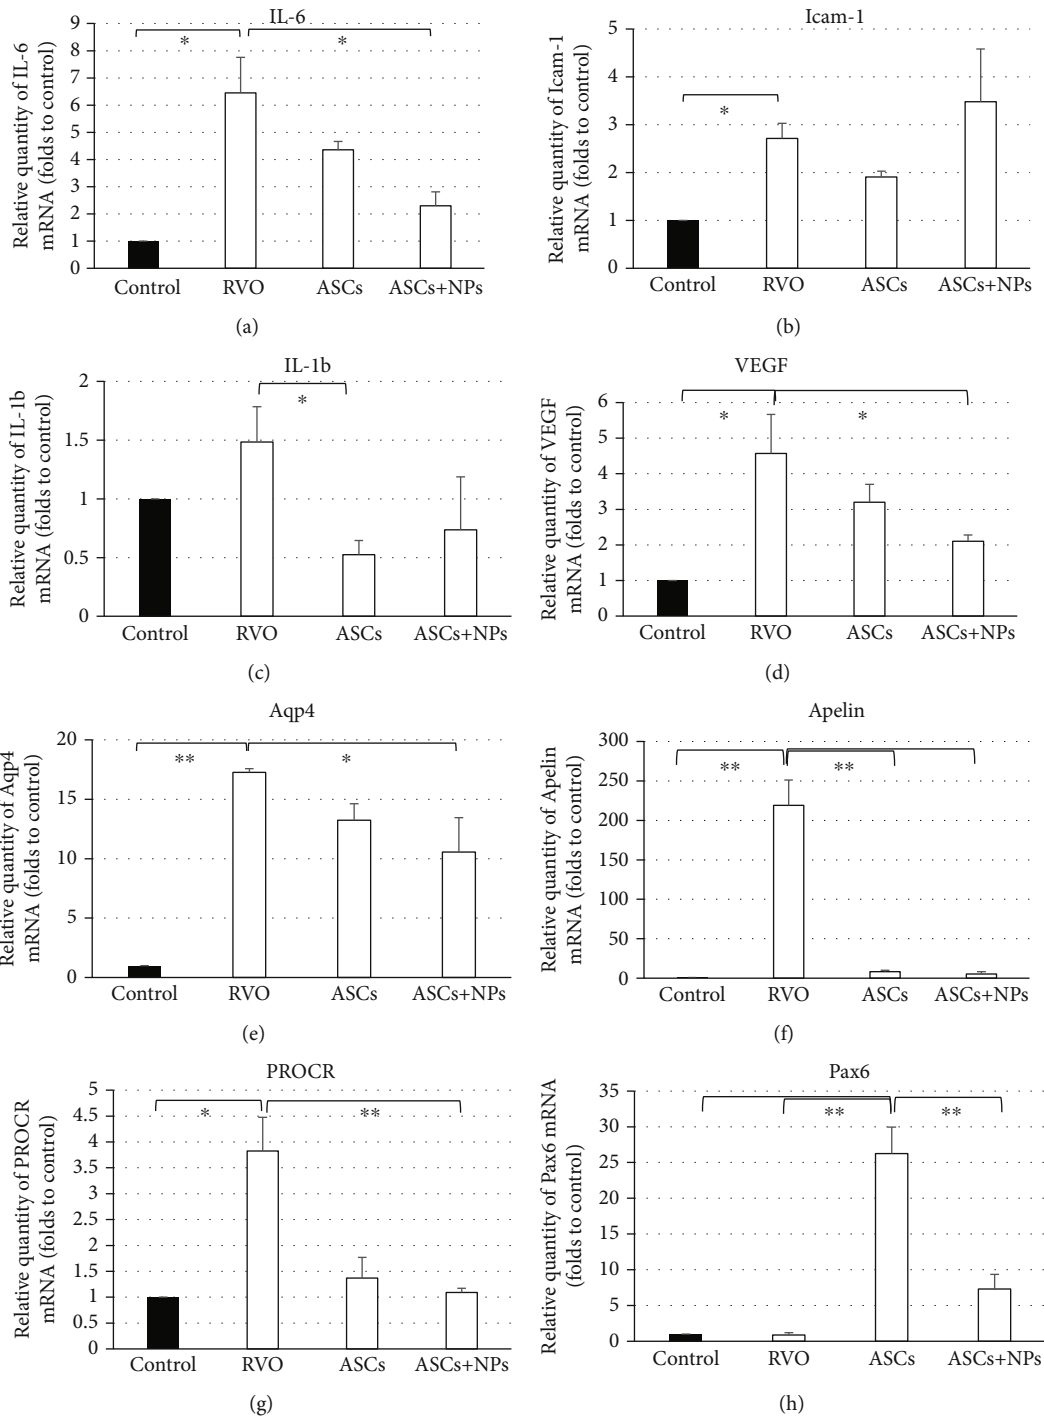 IL-6
Relative quantity of IL-6
mRNA (folds to control)
9
8
7
6
5
4
3
2
1
0
*
*
Control RVO ASCs ASCs+NPs
(a)
Icam-1
Relative quantity of Icam-1
mRNA (folds to control)
5
4
3
2
1
0
*
Control RVO ASCs ASCs+NPs
(b)
IL-1b
Relative quantity of IL-1b
mRNA (folds to control)
2
1.5
1
0.5
0
*
Control RVO ASCs ASCs+NPs
(c)
VEGF
Relative quantity of VEGF
mRNA (folds to control)
6
5
4
3
2
1
0
*
*
Control RVO ASCs ASCs+NPs
(d)
Aqp4
Relative quantity of Aqp4
mRNA (folds to control)
20
15
10
5
0
**
*
Control RVO ASCs ASCs+NPs
(e)
Apelin
Relative quantity of Apelin
mRNA (folds to control)
300
250
200
150
100
50
0
**
**
Control RVO ASCs ASCs+NPs
(f)
PROCR
Relative quantity of PROCR
mRNA (folds to control)
5
4.5
4
3.5
3
2.5
2
1.5
1
0.5
0
*
**
Control RVO ASCs ASCs+NPs
(g)
Pax6
Relative quantity of Pax6 mRNA
(folds to control)
35
30
25
20
15
10
5
0
**
**
Control RVO ASCs ASCs+NPs
(h)